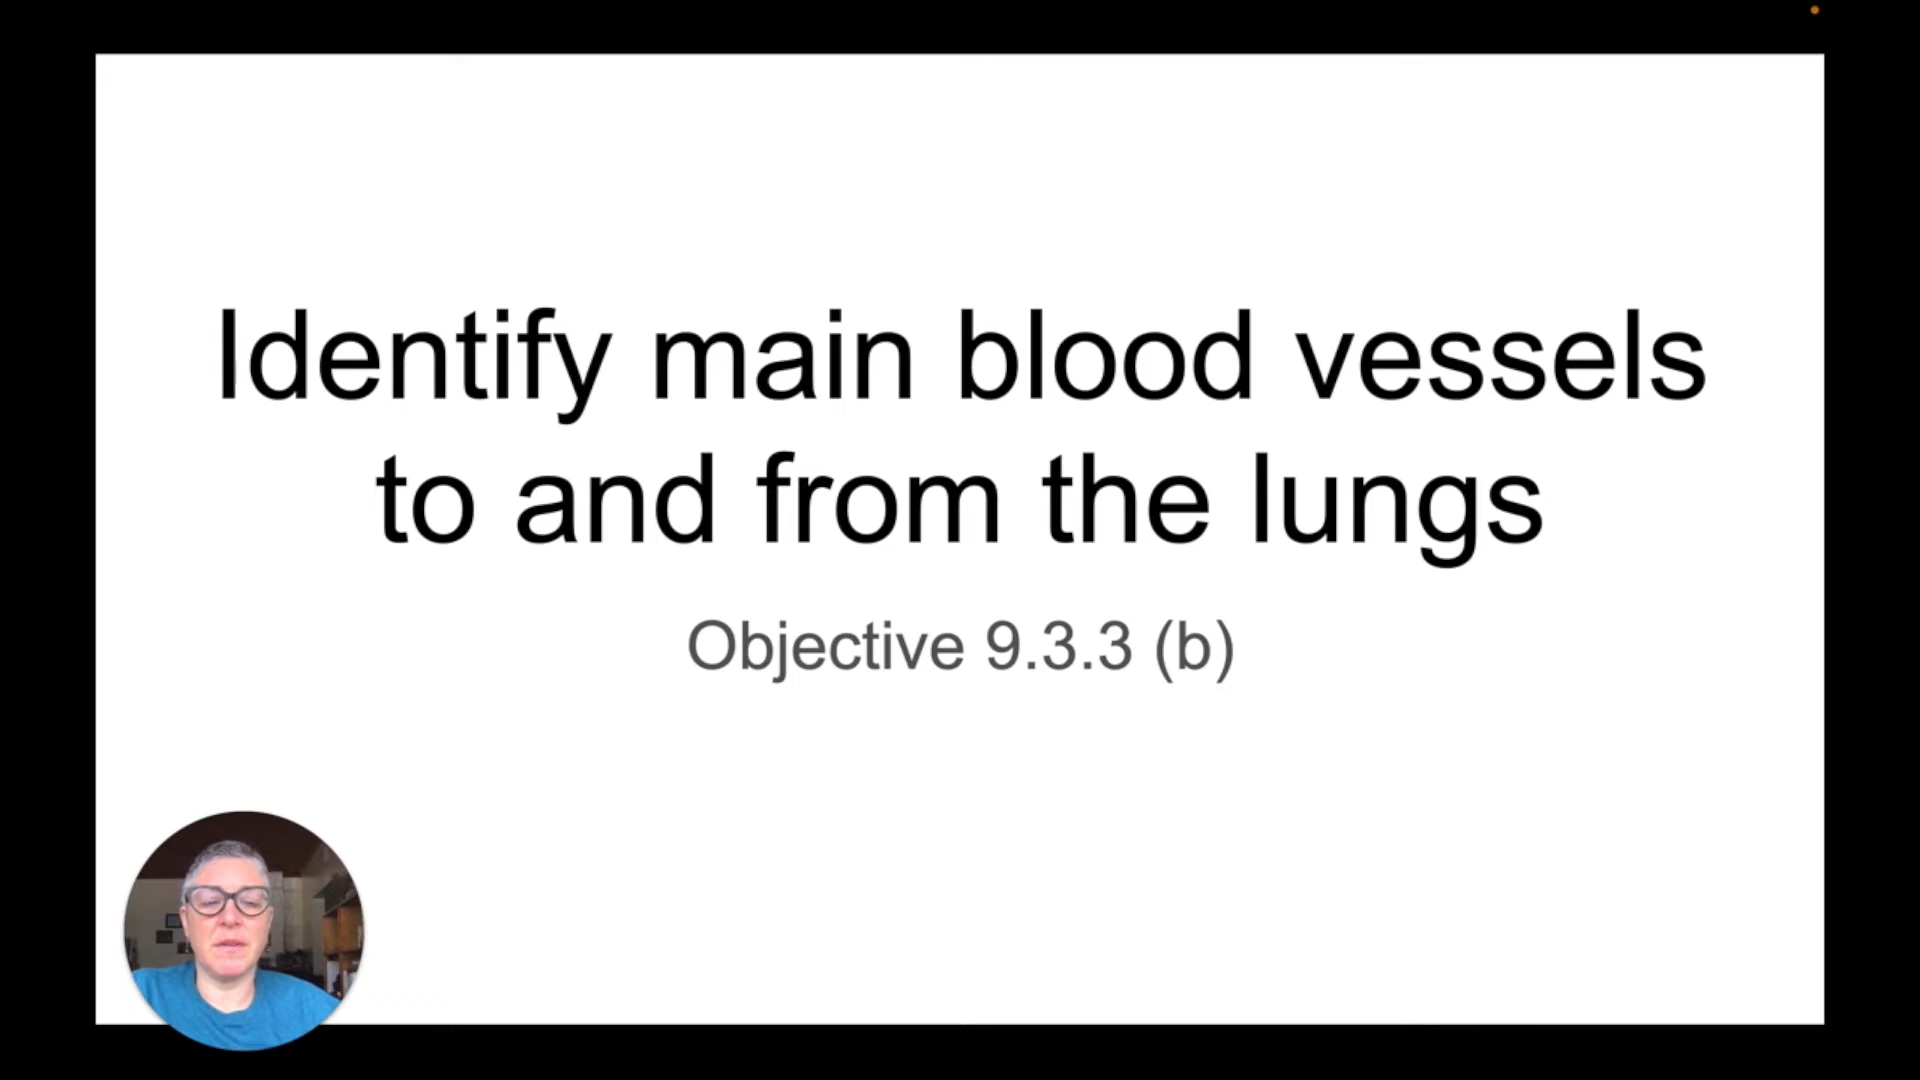 Identify main blood vessels
to and from the lungs
Objective 9.3.3 (b)